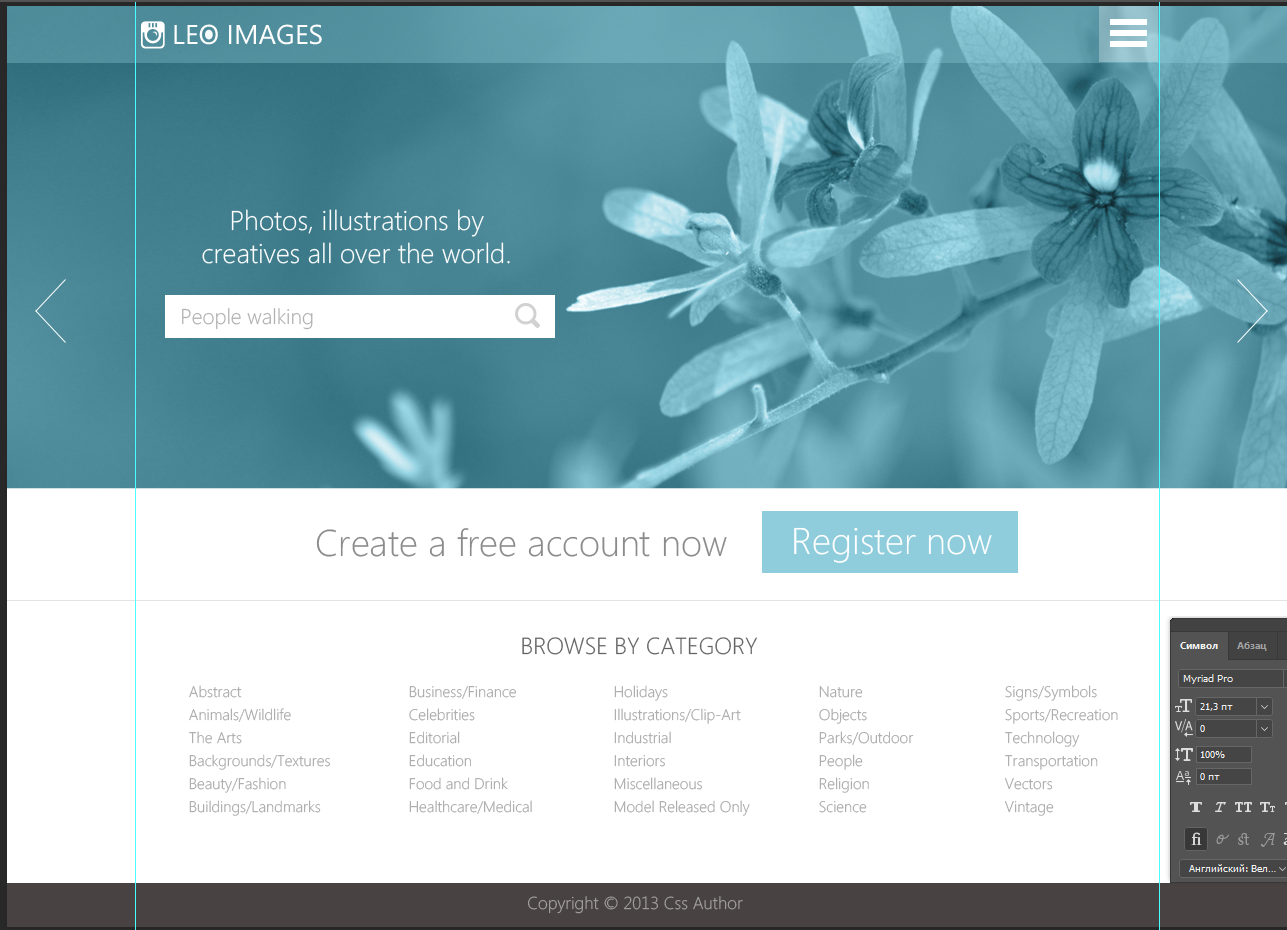 LEO IMAGES
Photos, illustrations by
creatives all over the world.
People walking
Create a free account now
Register now
BROWSE BY CATEGORY
Abstract
Animals/Wildlife
The Arts
Backgrounds/Textures
Beauty/Fashion
Buildings/Landmarks
Business/Finance
Celebrities
Editorial
Education
Food and Drink
Healthcare/Medical
Holidays
Illustrations/Clip-Art
Industrial
Interiors
Miscellaneous
Model Released Only
Nature
Objects
Parks/Outdoor
People
Religion
Science
Signs/Symbols
Sports/Recreation
Technology
Transportation
Vectors
Vintage
Символ
Абзац
Myriad Pro
21,3 пт
0
100%
0 пт
T T TT Tт
fi
st
A
Английский: Вел...
Copyright © 2013 Css Author